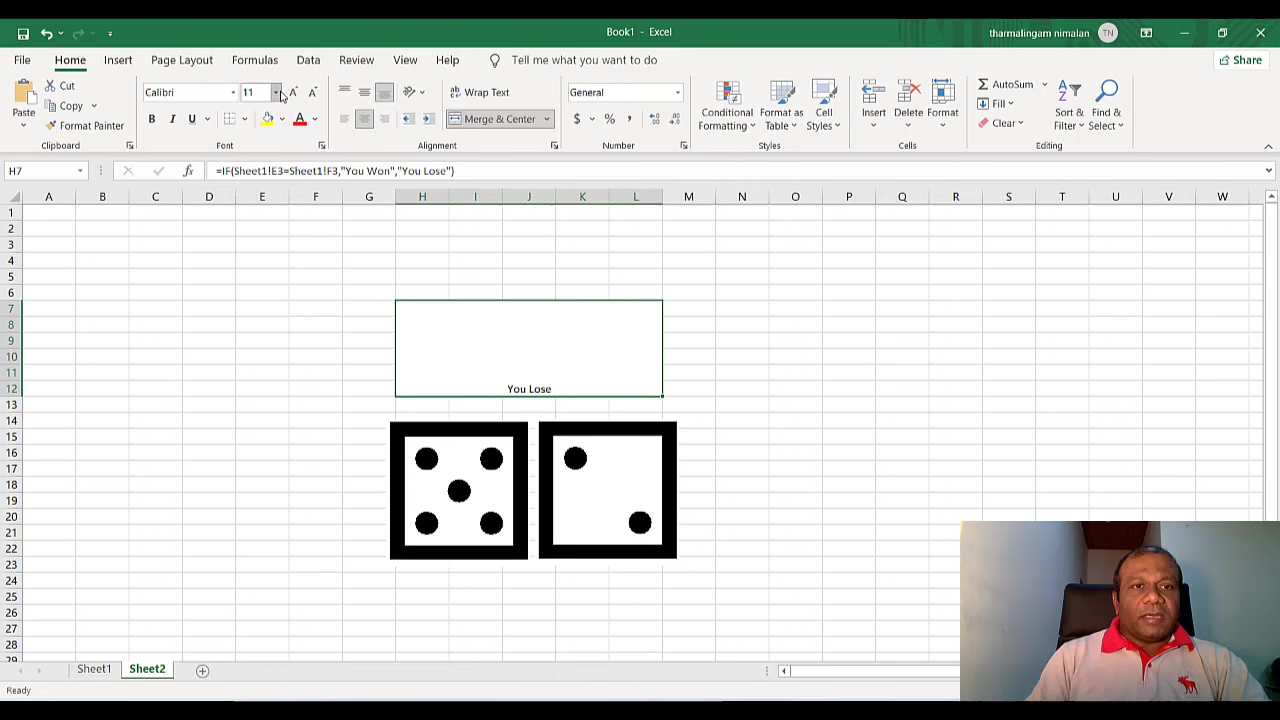 Book1 - Excel
tharmalingam nimalan TN
File Home Insert Page Layout Formulas Data Review View Help Tell me what you want to do Share
Paste Cut Copy Format Painter Clipboard
Calibri 11 B I U A Font
Wrap Text Merge & Center Alignment
General $ % , Number
Conditional Formatting Format as Table Cell Styles Styles
Insert Delete Format Cells
AutoSum Fill Clear Sort & Filter Find & Select Editing
H7 fx =IF(Sheet1!E3=Sheet1!F3,"You Won","You Lose")
A B C D E F G H I J K L M N O P Q R S T U V W
1
2
3
4
5
6
7
8
9
10
11
12 You Lose
13
14
15
16
17
18
19
20
21
22
23
24
25
26
27
28
29
Sheet1 Sheet2
Ready